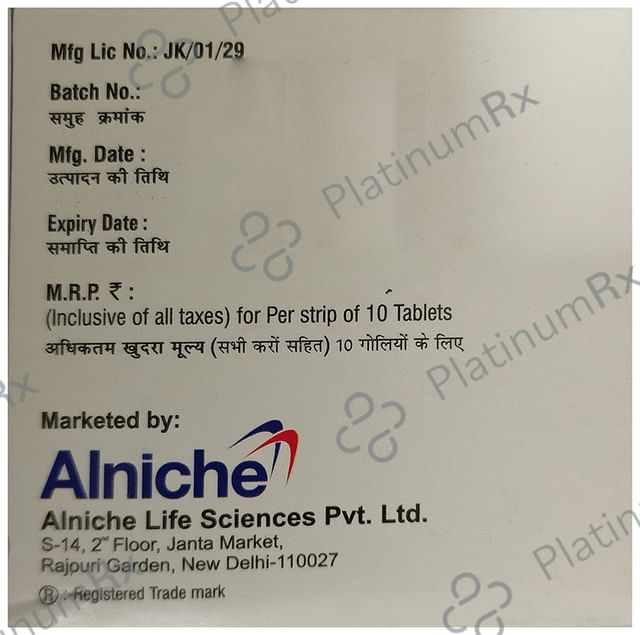 Mfg Lic No.: JK/01/29
Batch No.:
समुह क्रमांक
Mfg. Date :
उत्पादन की तिथि
Expiry Date :
समाप्ति की तिथि
M.R.P. ₹ :
(Inclusive of all taxes) for Per strip of 10 Tablets
अधिकतम खुदरा मूल्य (सभी करों सहित) 10 गोलियों के लिए
Marketed by:
Alniche
Alniche Life Sciences Pvt. Ltd.
S-14, 2nd Floor, Janta Market,
Rajouri Garden, New Delhi-110027
® :-Registered Trade mark
PlatinumRx
PlatinumRx